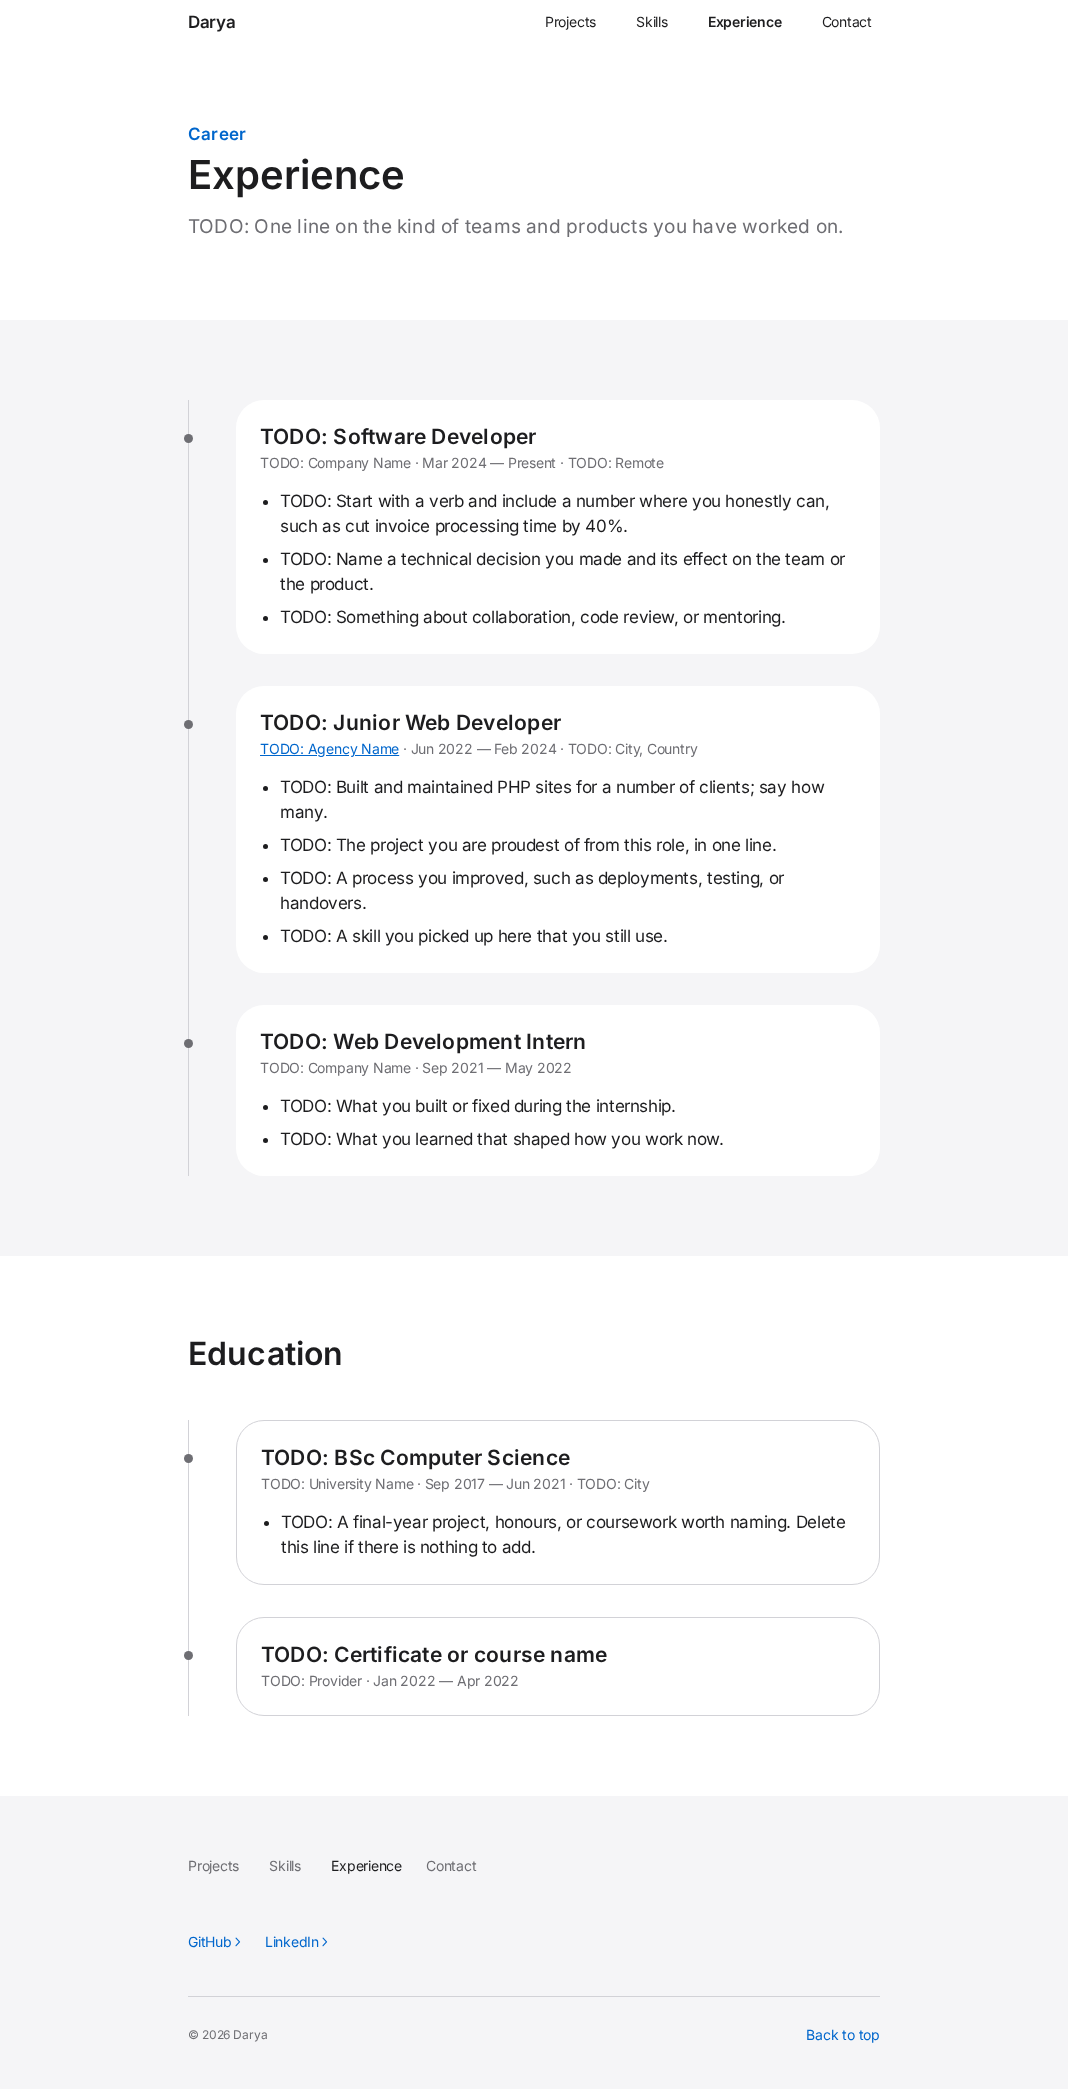 Darya
Projects Skills Experience Contact
Career
Experience
TODO: One line on the kind of teams and products you have worked on.
TODO: Software Developer
TODO: Company Name · Mar 2024 — Present · TODO: Remote
• TODO: Start with a verb and include a number where you honestly can,
such as cut invoice processing time by 40%.
• TODO: Name a technical decision you made and its effect on the team or
the product.
• TODO: Something about collaboration, code review, or mentoring.
TODO: Junior Web Developer
TODO: Agency Name · Jun 2022 — Feb 2024 · TODO: City, Country
• TODO: Built and maintained PHP sites for a number of clients; say how
many.
• TODO: The project you are proudest of from this role, in one line.
• TODO: A process you improved, such as deployments, testing, or
handovers.
• TODO: A skill you picked up here that you still use.
TODO: Web Development Intern
TODO: Company Name · Sep 2021 — May 2022
• TODO: What you built or fixed during the internship.
• TODO: What you learned that shaped how you work now.
Education
TODO: BSc Computer Science
TODO: University Name · Sep 2017 — Jun 2021 · TODO: City
• TODO: A final-year project, honours, or coursework worth naming. Delete
this line if there is nothing to add.
TODO: Certificate or course name
TODO: Provider · Jan 2022 — Apr 2022
Projects Skills Experience Contact
GitHub › LinkedIn ›
© 2026 Darya
Back to top